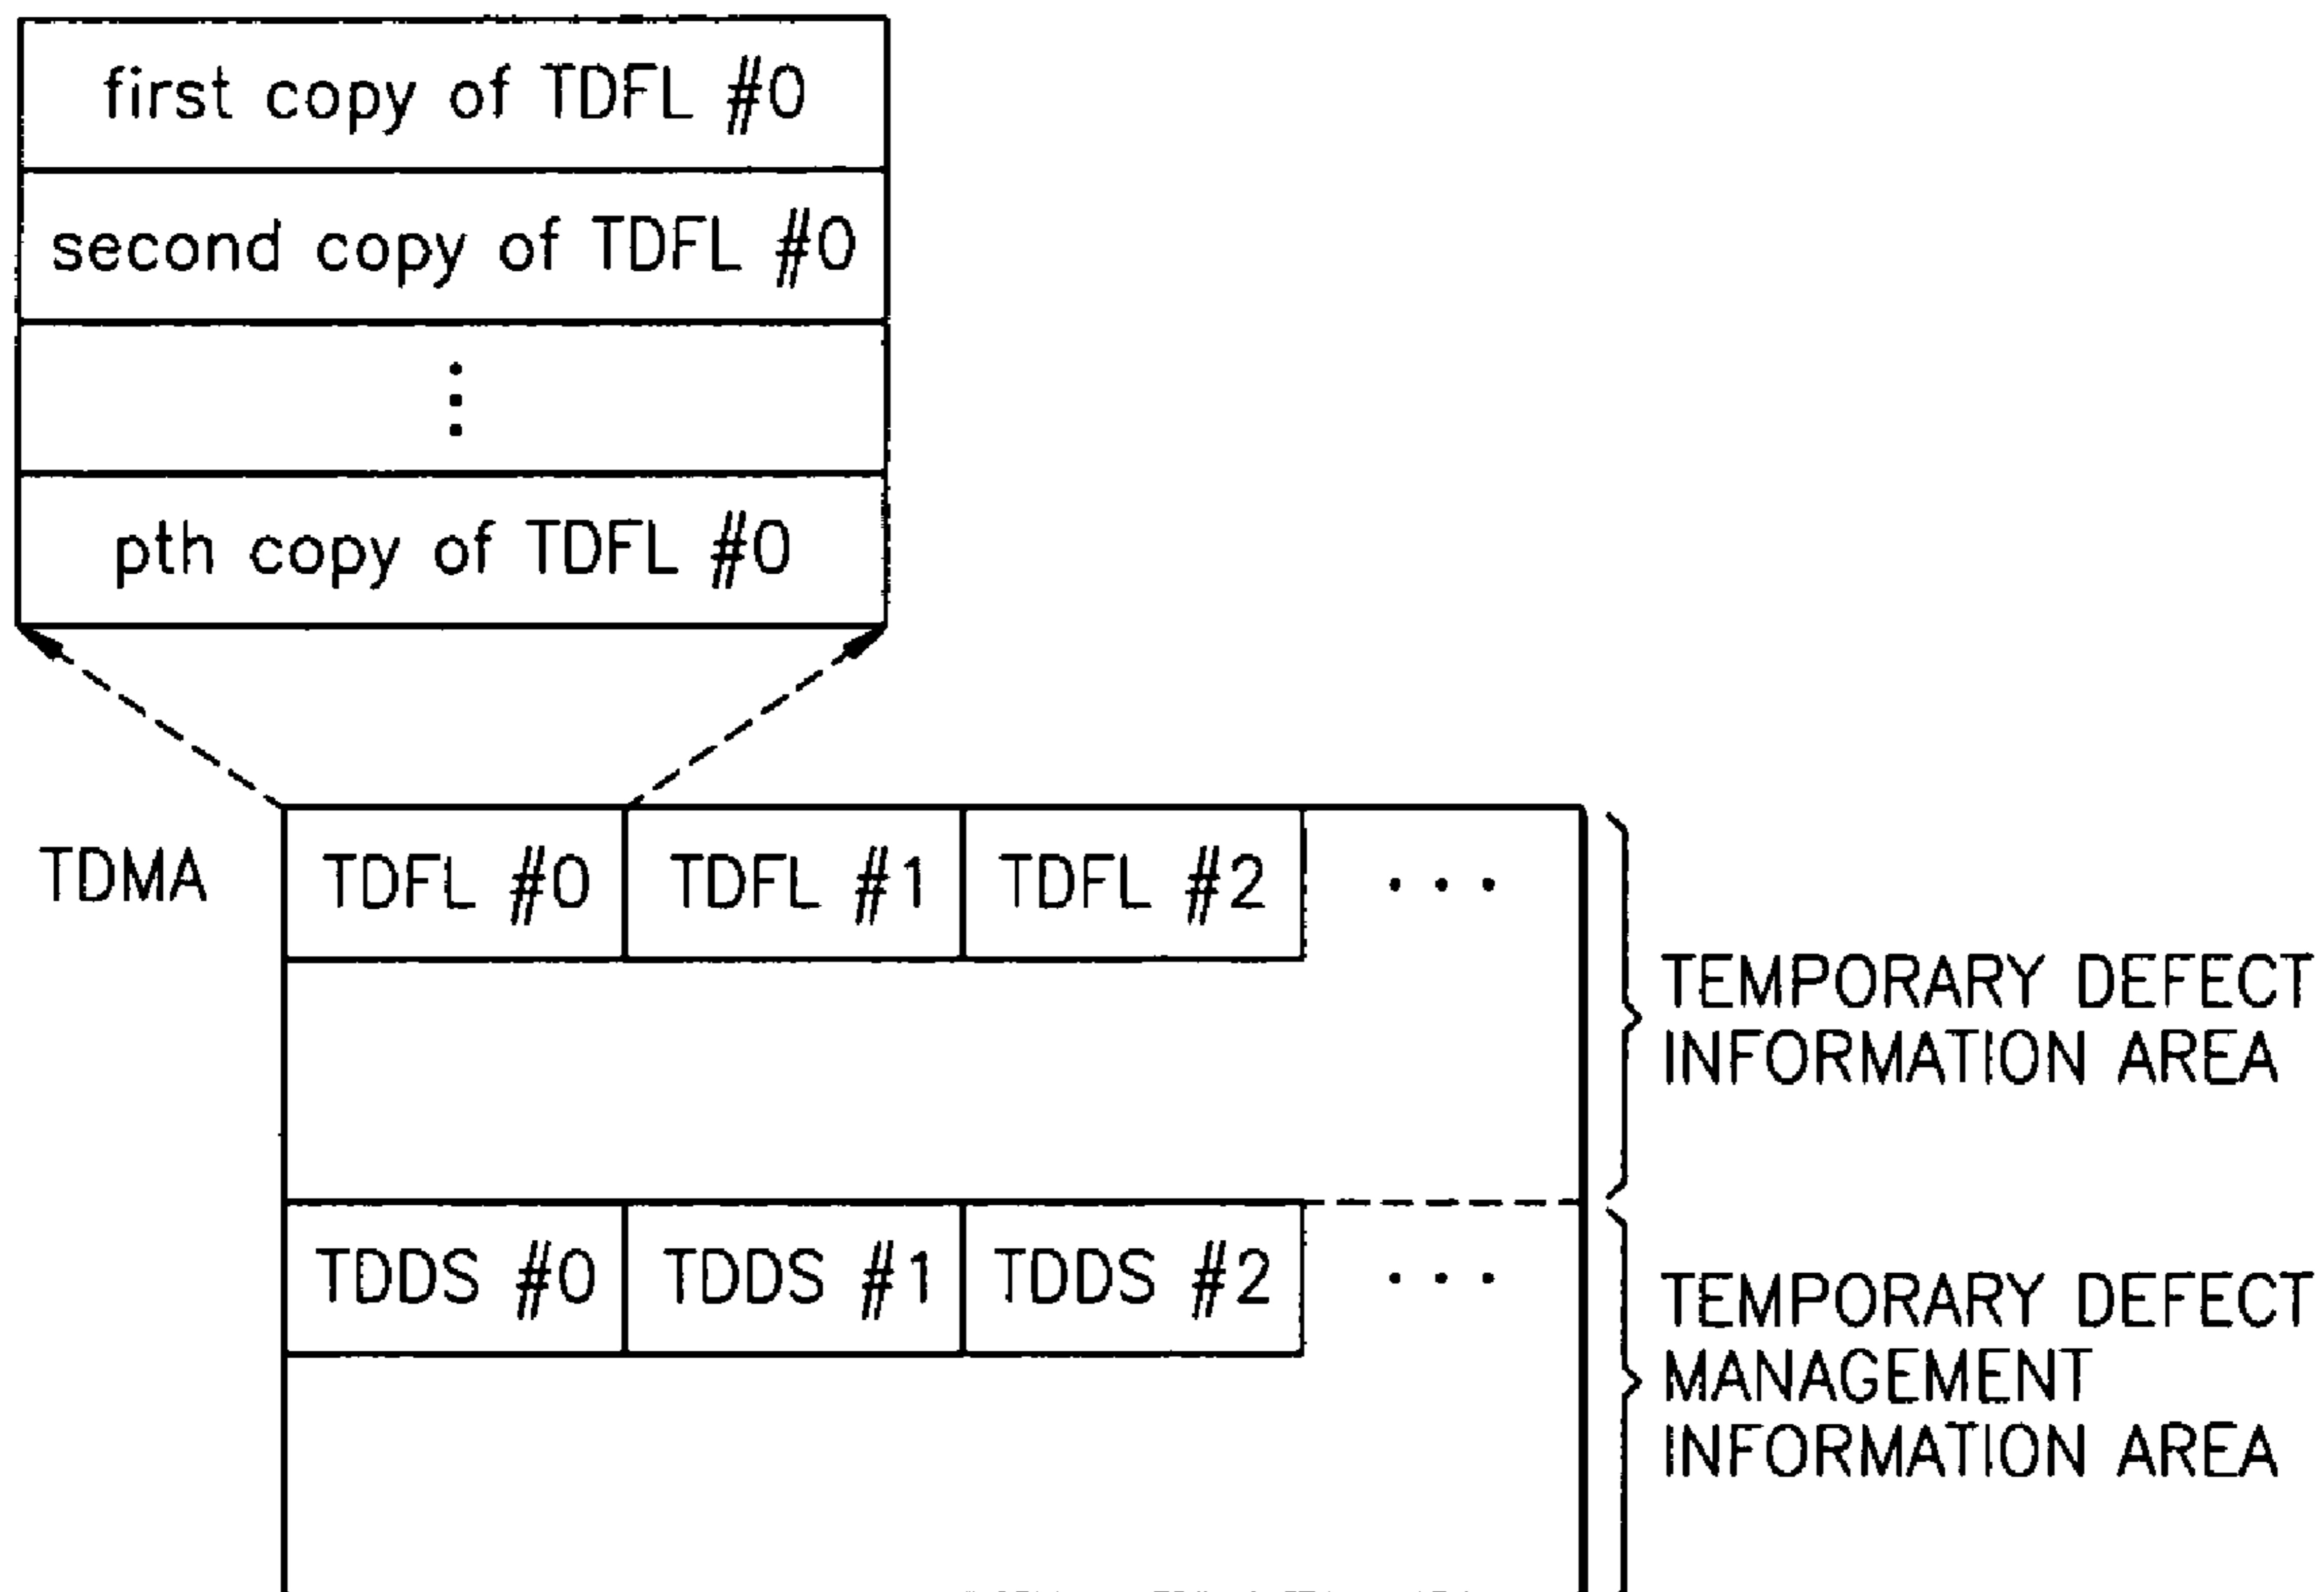 first copy of TDFL #0
second copy of TDFL #0
pth copy of TDFL #0
TDMA
TDFL #0
TDFL #1
TDFL #2
...
TEMPORARY DEFECT
INFORMATION AREA
TDDS #0
TDDS #1
TDDS #2
...
TEMPORARY DEFECT
MANAGEMENT
INFORMATION AREA